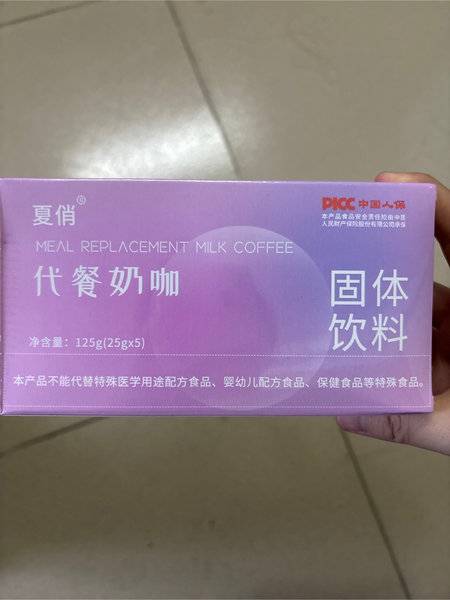 夏俏®
PICC 中国人保
本产品食品安全责任险由中国
人民财产保险股份有限公司承保
MEAL REPLACEMENT MILK COFFEE
代餐奶咖
固体
饮料
净含量：125g(25gx5)
本产品不能代替特殊医学用途配方食品、婴幼儿配方食品、保健食品等特殊食品。